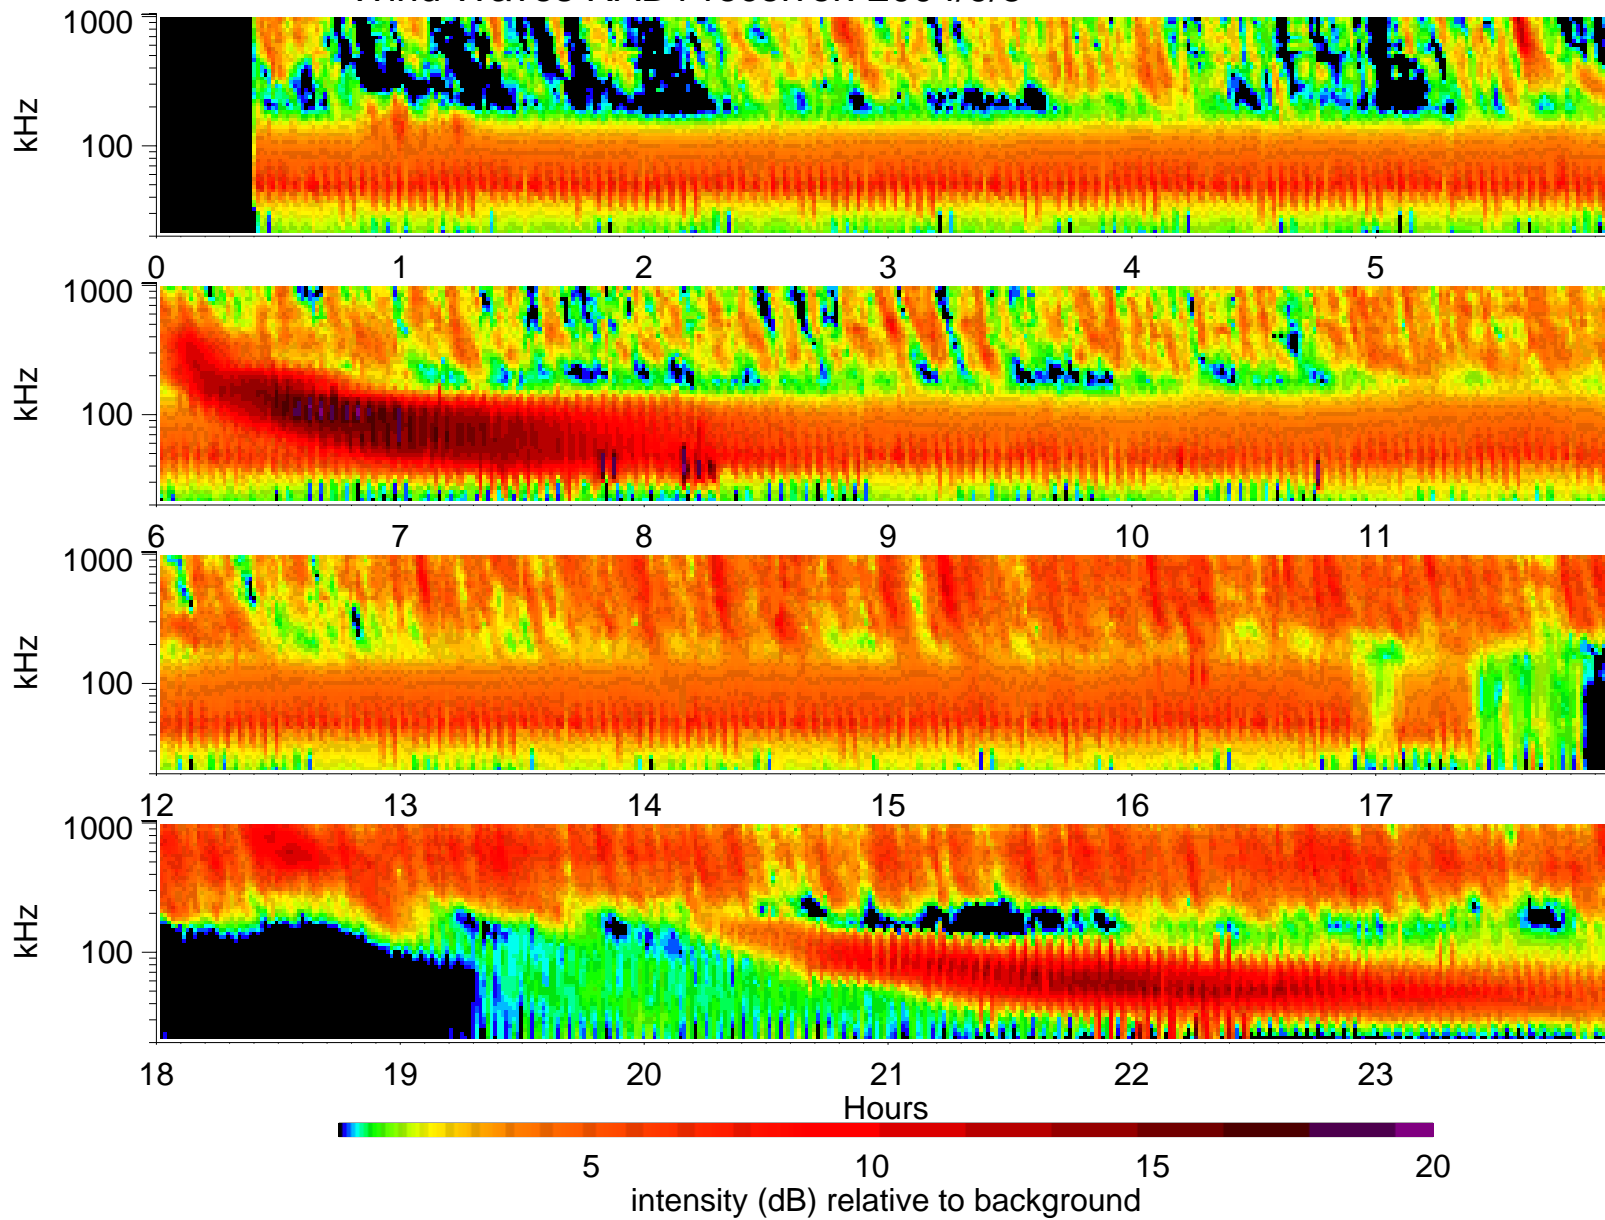 kHz 1000 100
0 1 2 3 4 5
kHz 1000 100
6 7 8 9 10 11
kHz 1000 100
12 13 14 15 16 17
kHz 1000 100
18 19 20 21 22 23
Hours
5 10 15 20
intensity (dB) relative to background